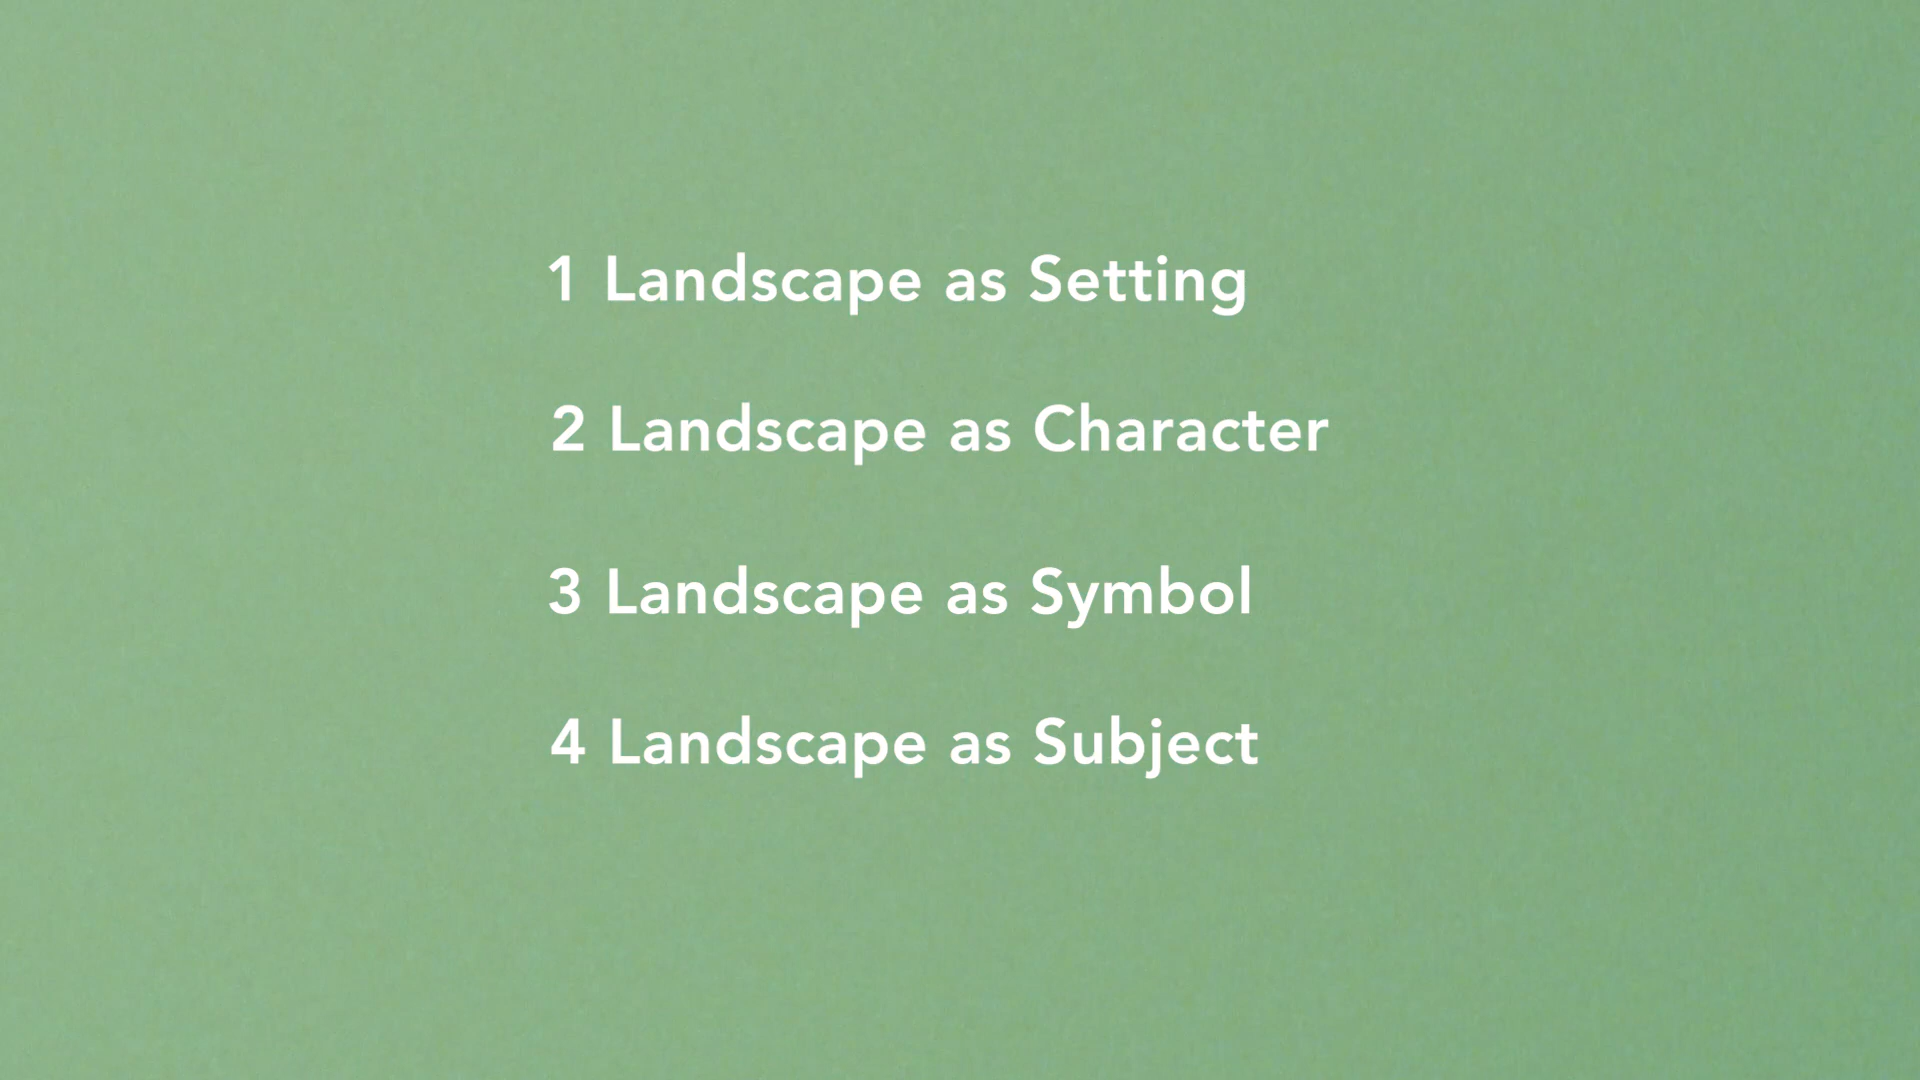 1 Landscape as Setting
2 Landscape as Character
3 Landscape as Symbol
4 Landscape as Subject